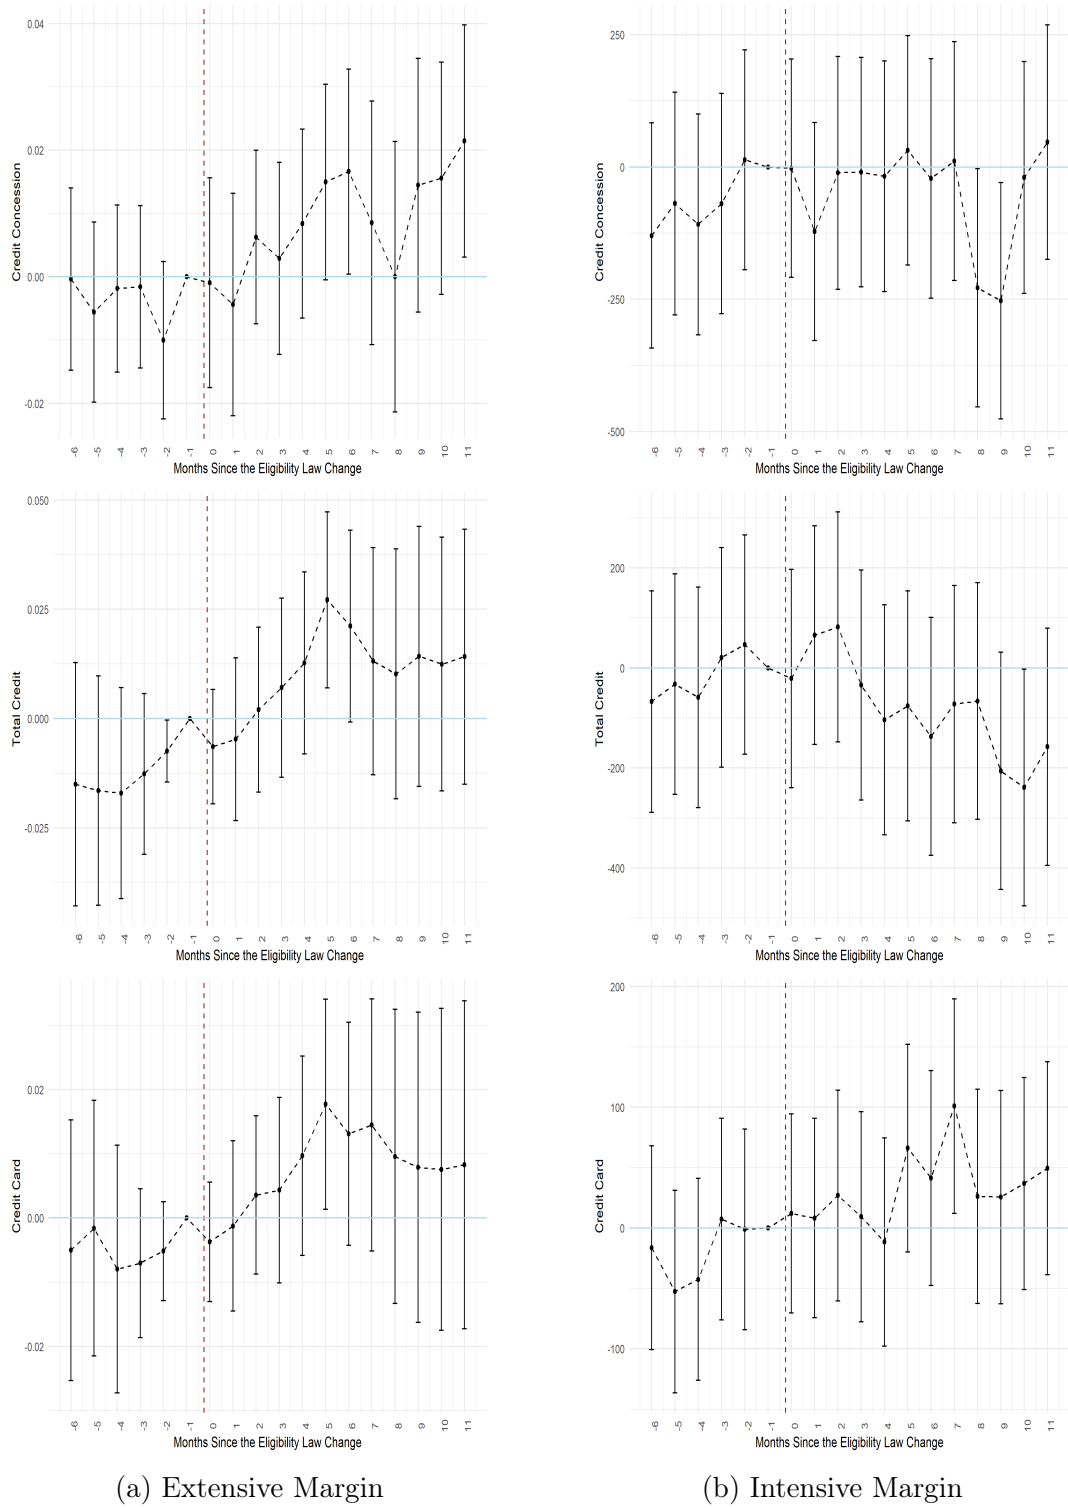 0.04
0.02
0.00
-0.02
Credit Concession
-6 -5 -4 -3 -2 -1 0 1 2 3 4 5 6 7 8 9 10 11
Months Since the Eligibility Law Change
250
0
-250
-500
Credit Concession
-6 -5 -4 -3 -2 -1 0 1 2 3 4 5 6 7 8 9 10 11
Months Since the Eligibility Law Change
0.050
0.025
0.000
-0.025
Total Credit
-6 -5 -4 -3 -2 -1 0 1 2 3 4 5 6 7 8 9 10 11
Months Since the Eligibility Law Change
200
0
-200
-400
Total Credit
-6 -5 -4 -3 -2 -1 0 1 2 3 4 5 6 7 8 9 10 11
Months Since the Eligibility Law Change
0.02
0.00
-0.02
Credit Card
-6 -5 -4 -3 -2 -1 0 1 2 3 4 5 6 7 8 9 10 11
Months Since the Eligibility Law Change
200
100
0
-100
Credit Card
-6 -5 -4 -3 -2 -1 0 1 2 3 4 5 6 7 8 9 10 11
Months Since the Eligibility Law Change
(a) Extensive Margin
(b) Intensive Margin